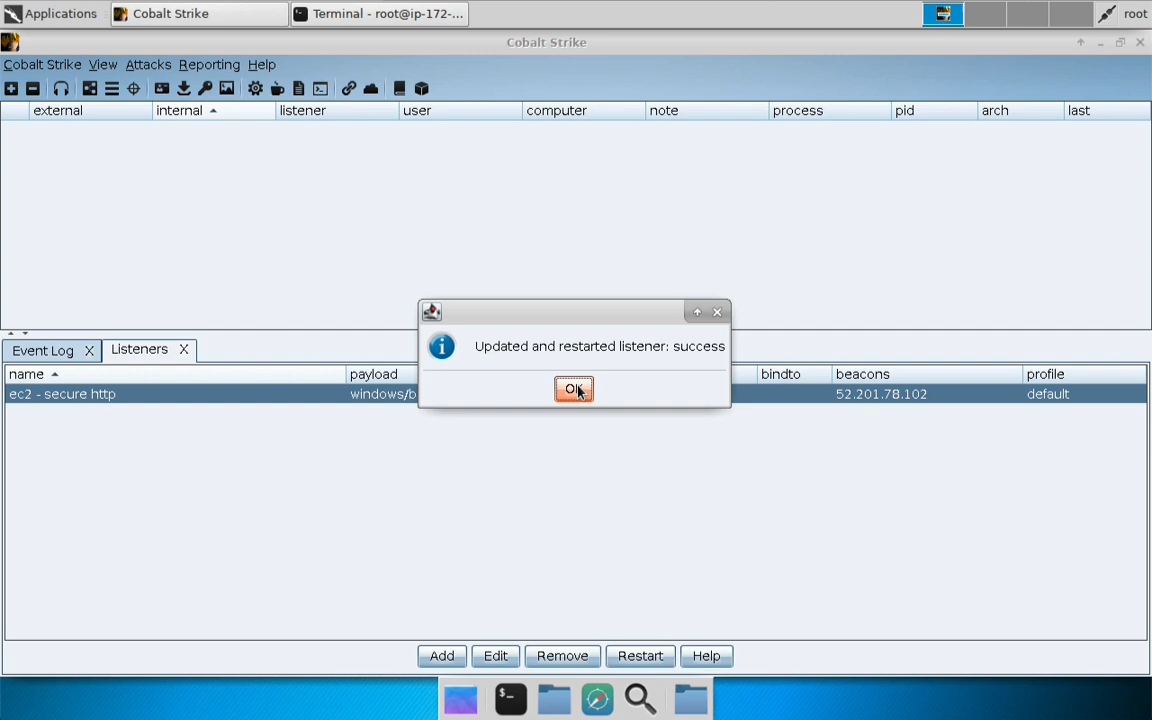 Applications Cobalt Strike Terminal - root@ip-172-... root
Cobalt Strike
Cobalt Strike View Attacks Reporting Help
external internal listener user computer note process pid arch last
Updated and restarted listener: success
OK
Event Log X Listeners X
name payload bindto beacons profile
ec2 - secure http windows/b 52.201.78.102 default
Add Edit Remove Restart Help